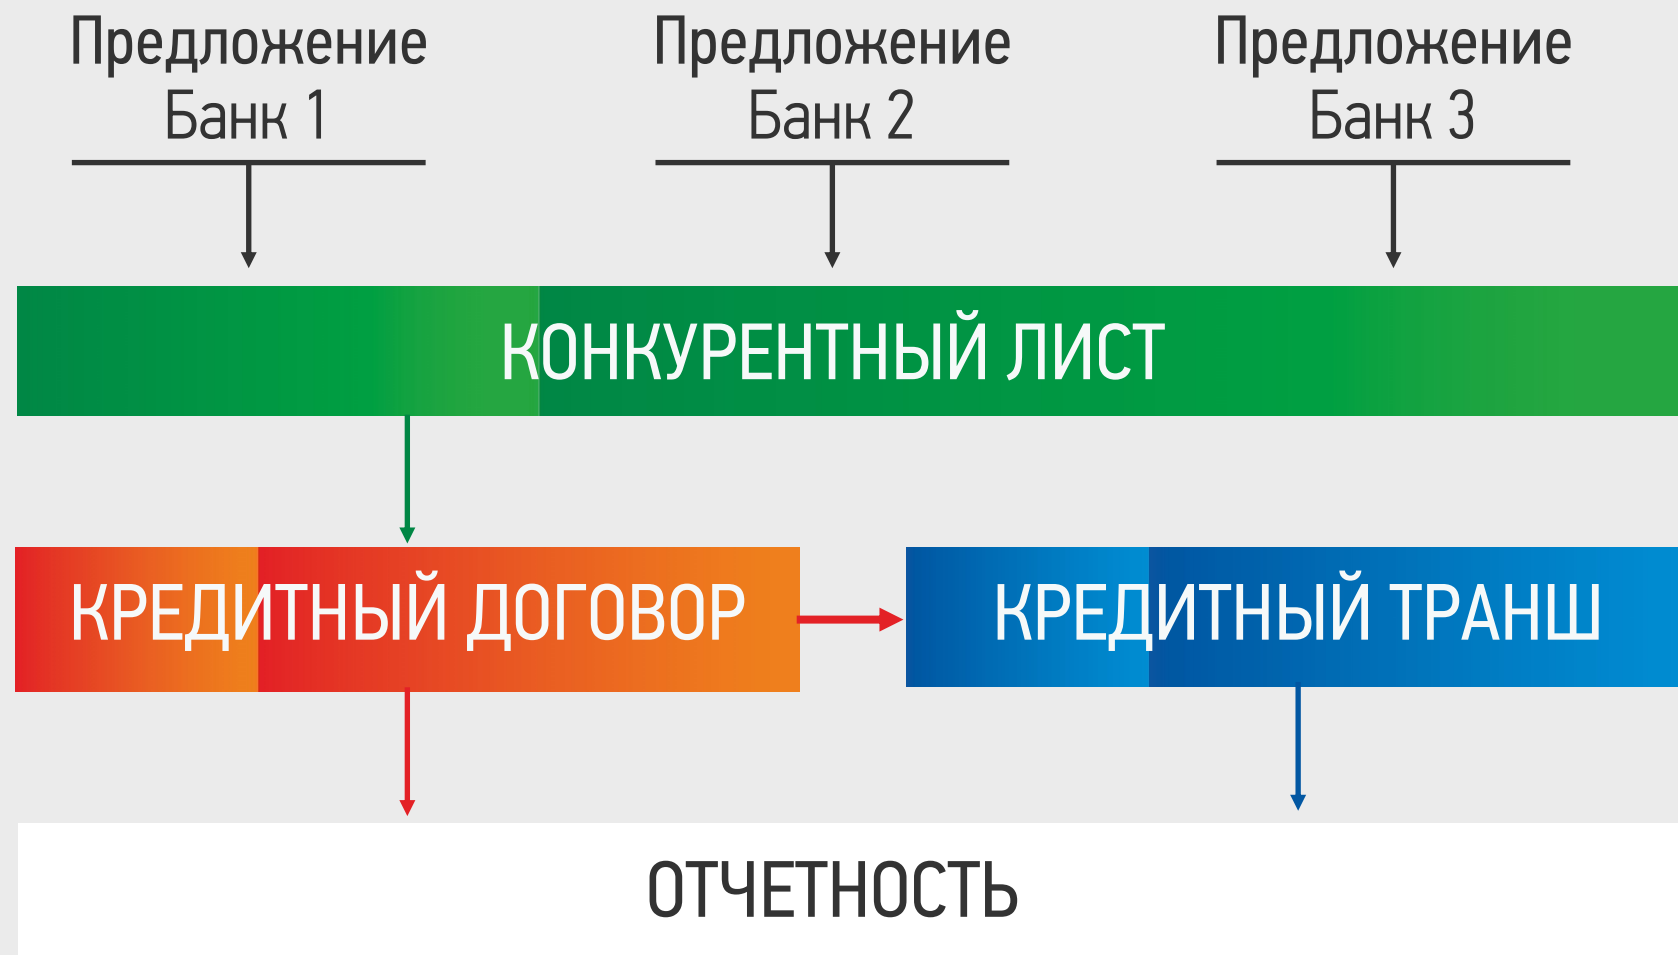 Предложение
Банк 1
Предложение
Банк 2
Предложение
Банк 3
КОНКУРЕНТНЫЙ ЛИСТ
КРЕДИТНЫЙ ДОГОВОР
КРЕДИТНЫЙ ТРАНШ
ОТЧЕТНОСТЬ